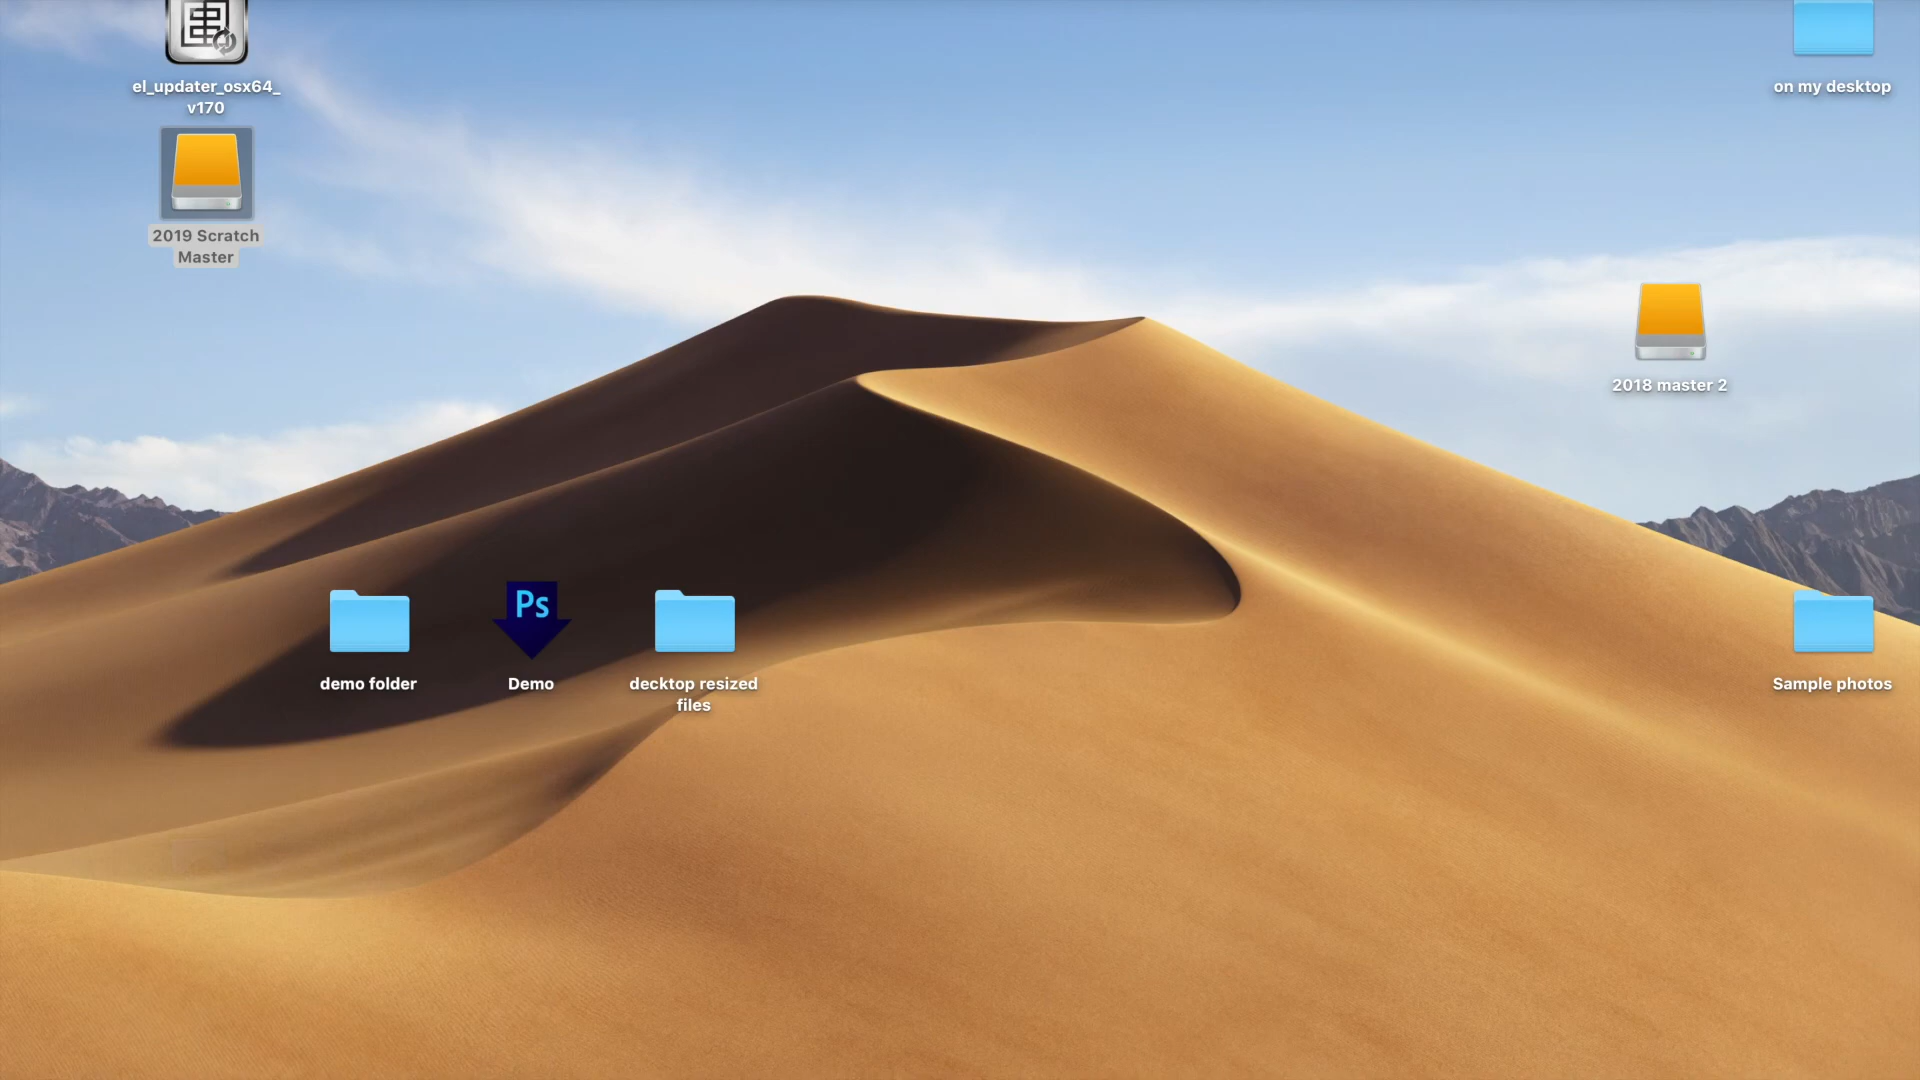 el_updater_osx64_
v170
on my desktop
2019 Scratch
Master
2018 master 2
Ps
demo folder
Demo
decktop resized
files
Sample photos